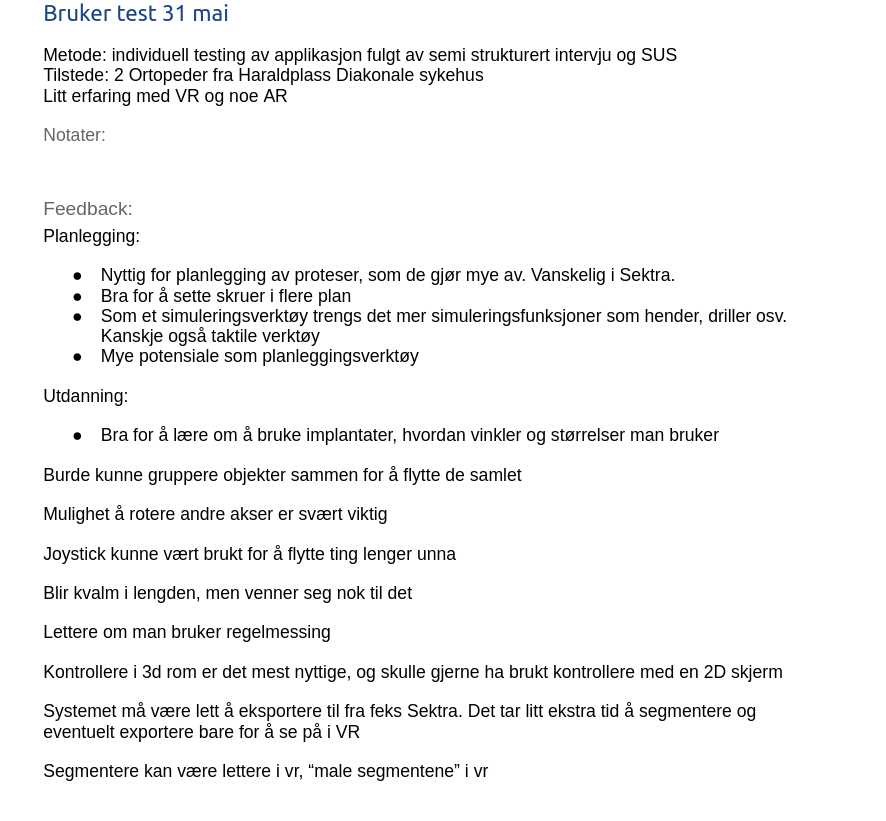 Bruker test 31 mai
Metode: individuell testing av applikasjon fulgt av semi strukturert intervju og SUS
Tilstede: 2 Ortopeder fra Haraldplass Diakonale sykehus
Litt erfaring med VR og noe AR
Notater:
Feedback:
Planlegging:
● Nyttig for planlegging av proteser, som de gjør mye av. Vanskelig i Sektra.
● Bra for å sette skruer i flere plan
● Som et simuleringsverktøy trengs det mer simuleringsfunksjoner som hender, driller osv.
Kanskje også taktile verktøy
● Mye potensiale som planleggingsverktøy
Utdanning:
● Bra for å lære om å bruke implantater, hvordan vinkler og størrelser man bruker
Burde kunne gruppere objekter sammen for å flytte de samlet
Mulighet å rotere andre akser er svært viktig
Joystick kunne vært brukt for å flytte ting lenger unna
Blir kvalm i lengden, men venner seg nok til det
Lettere om man bruker regelmessing
Kontrollere i 3d rom er det mest nyttige, og skulle gjerne ha brukt kontrollere med en 2D skjerm
Systemet må være lett å eksportere til fra feks Sektra. Det tar litt ekstra tid å segmentere og
eventuelt exportere bare for å se på i VR
Segmentere kan være lettere i vr, “male segmentene” i vr